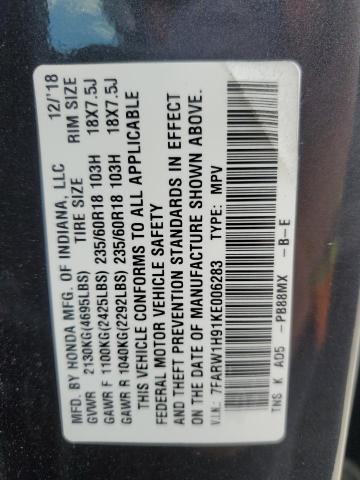 MFD. BY HONDA MFG. OF INDIANA, LLC 12/'18
GVWR 2130KG(4695LBS) TIRE SIZE RIM SIZE
GAWR F 1100KG(2425LBS) 235/60R18 103H 18X7.5J
GAWR R 1040KG(2292LBS) 235/60R18 103H 18X7.5J
THIS VEHICLE CONFORMS TO ALL APPLICABLE
FEDERAL MOTOR VEHICLE SAFETY
AND THEFT PREVENTION STANDARDS IN EFFECT
ON THE DATE OF MANUFACTURE SHOWN ABOVE.
V.I.N.: 7FARW1H91KE006283 TYPE: MPV
TNS K AD5 -PB88MX -B-E